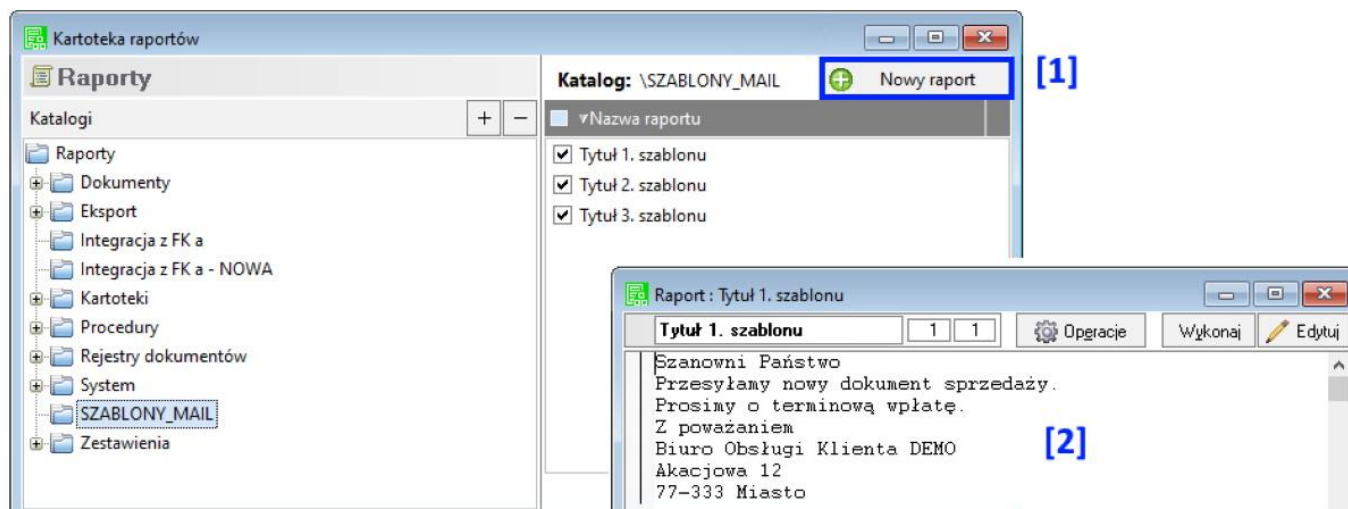 Kartoteka raportów
Raporty
Katalog: \SZABLONY_MAIL
Nowy raport
[1]
Katalogi
+ −
Nazwa raportu
Raporty
Dokumenty
Eksport
Integracja z FK a
Integracja z FK a - NOWA
Kartoteki
Procedury
Rejestry dokumentów
System
SZABLONY_MAIL
Zestawienia
Tytuł 1. szablonu
Tytuł 2. szablonu
Tytuł 3. szablonu
Raport : Tytuł 1. szablonu
Tytuł 1. szablonu 1 1 Operacje Wykonaj Edytuj
Szanowni Państwo
Przesyłamy nowy dokument sprzedaży.
Prosimy o terminową wpłatę.
Z poważaniem
Biuro Obsługi Klienta DEMO
Akacjowa 12
77-333 Miasto
[2]